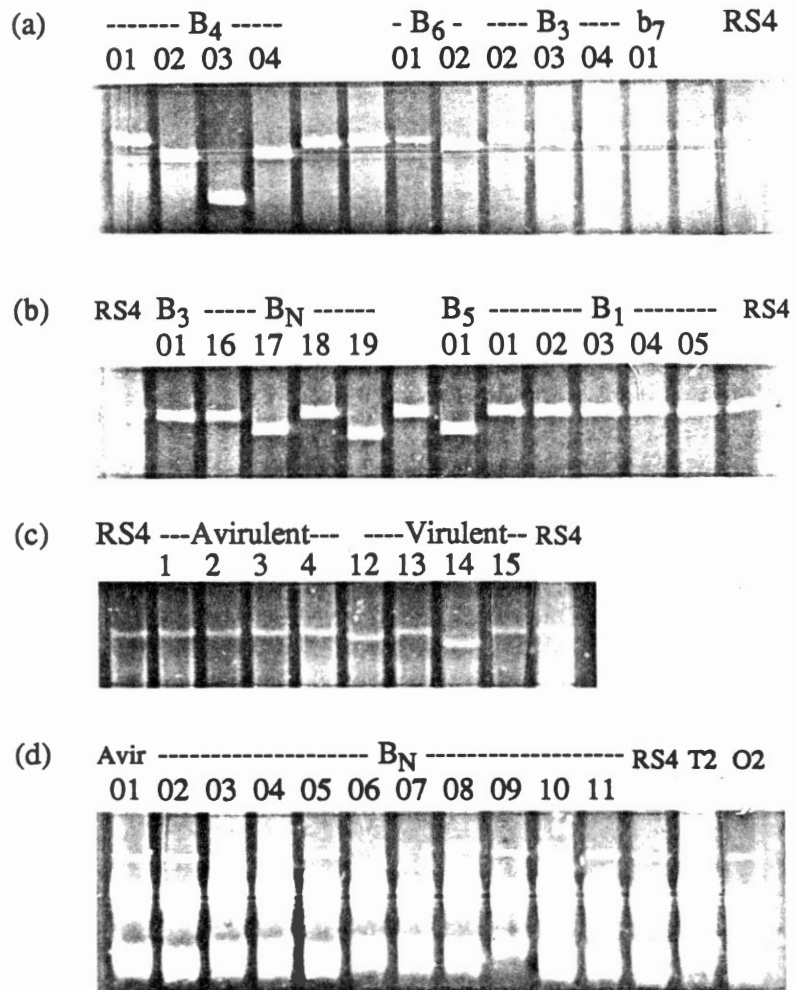 (a) ------- B4 ----- - B6 - ---- B3 ---- b7 RS4
01 02 03 04 01 02 02 03 04 01
(b) RS4 B3 ----- BN ------ B5 -------- B1 ------- RS4
01 16 17 18 19 01 01 02 03 04 05
(c) RS4 ---Avirulent--- ----Virulent-- RS4
1 2 3 4 12 13 14 15
(d) Avir ------------------ BN ----------------- RS4 T2 O2
01 02 03 04 05 06 07 08 09 10 11